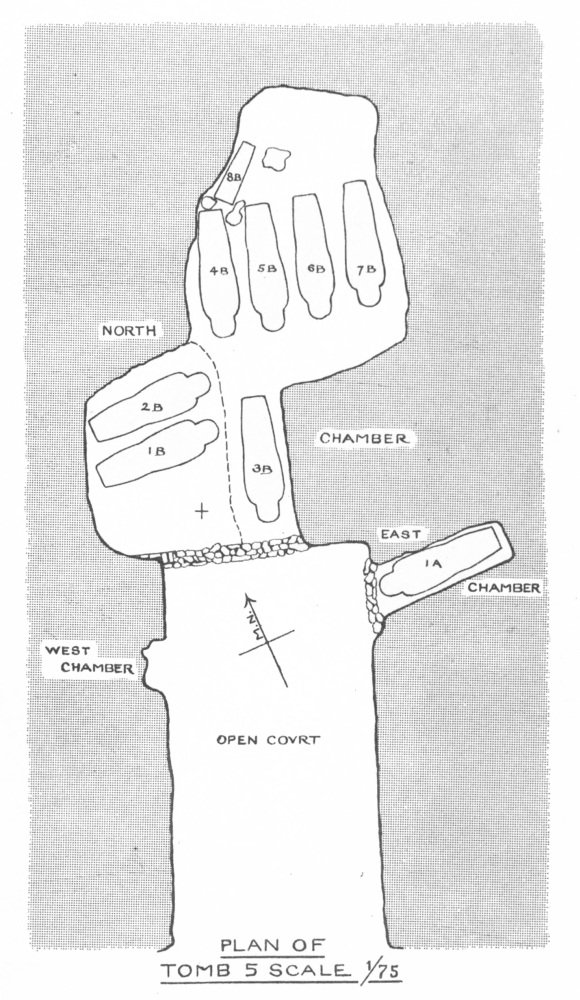 8B
4B
5B
6B
7B
NORTH
2B
1B
3B
CHAMBER
EAST
1A
CHAMBER
M.N.
WEST
CHAMBER
OPEN COVRT
PLAN OF
TOMB 5 SCALE 1/75